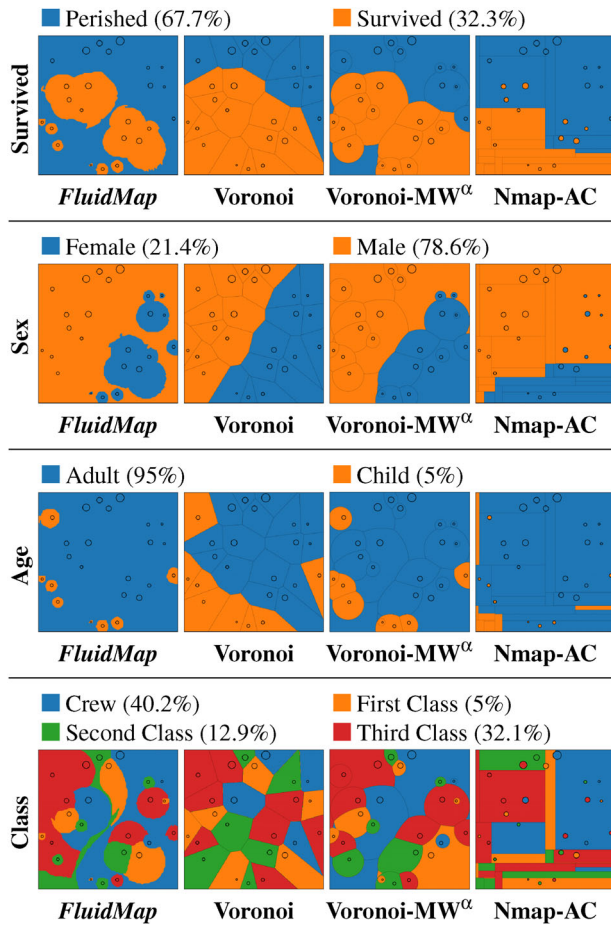 Perished (67.7%) Survived (32.3%)
Survived
FluidMap Voronoi Voronoi-MWα Nmap-AC
Female (21.4%) Male (78.6%)
Sex
FluidMap Voronoi Voronoi-MWα Nmap-AC
Adult (95%) Child (5%)
Age
FluidMap Voronoi Voronoi-MWα Nmap-AC
Crew (40.2%) First Class (5%)
Second Class (12.9%) Third Class (32.1%)
Class
FluidMap Voronoi Voronoi-MWα Nmap-AC